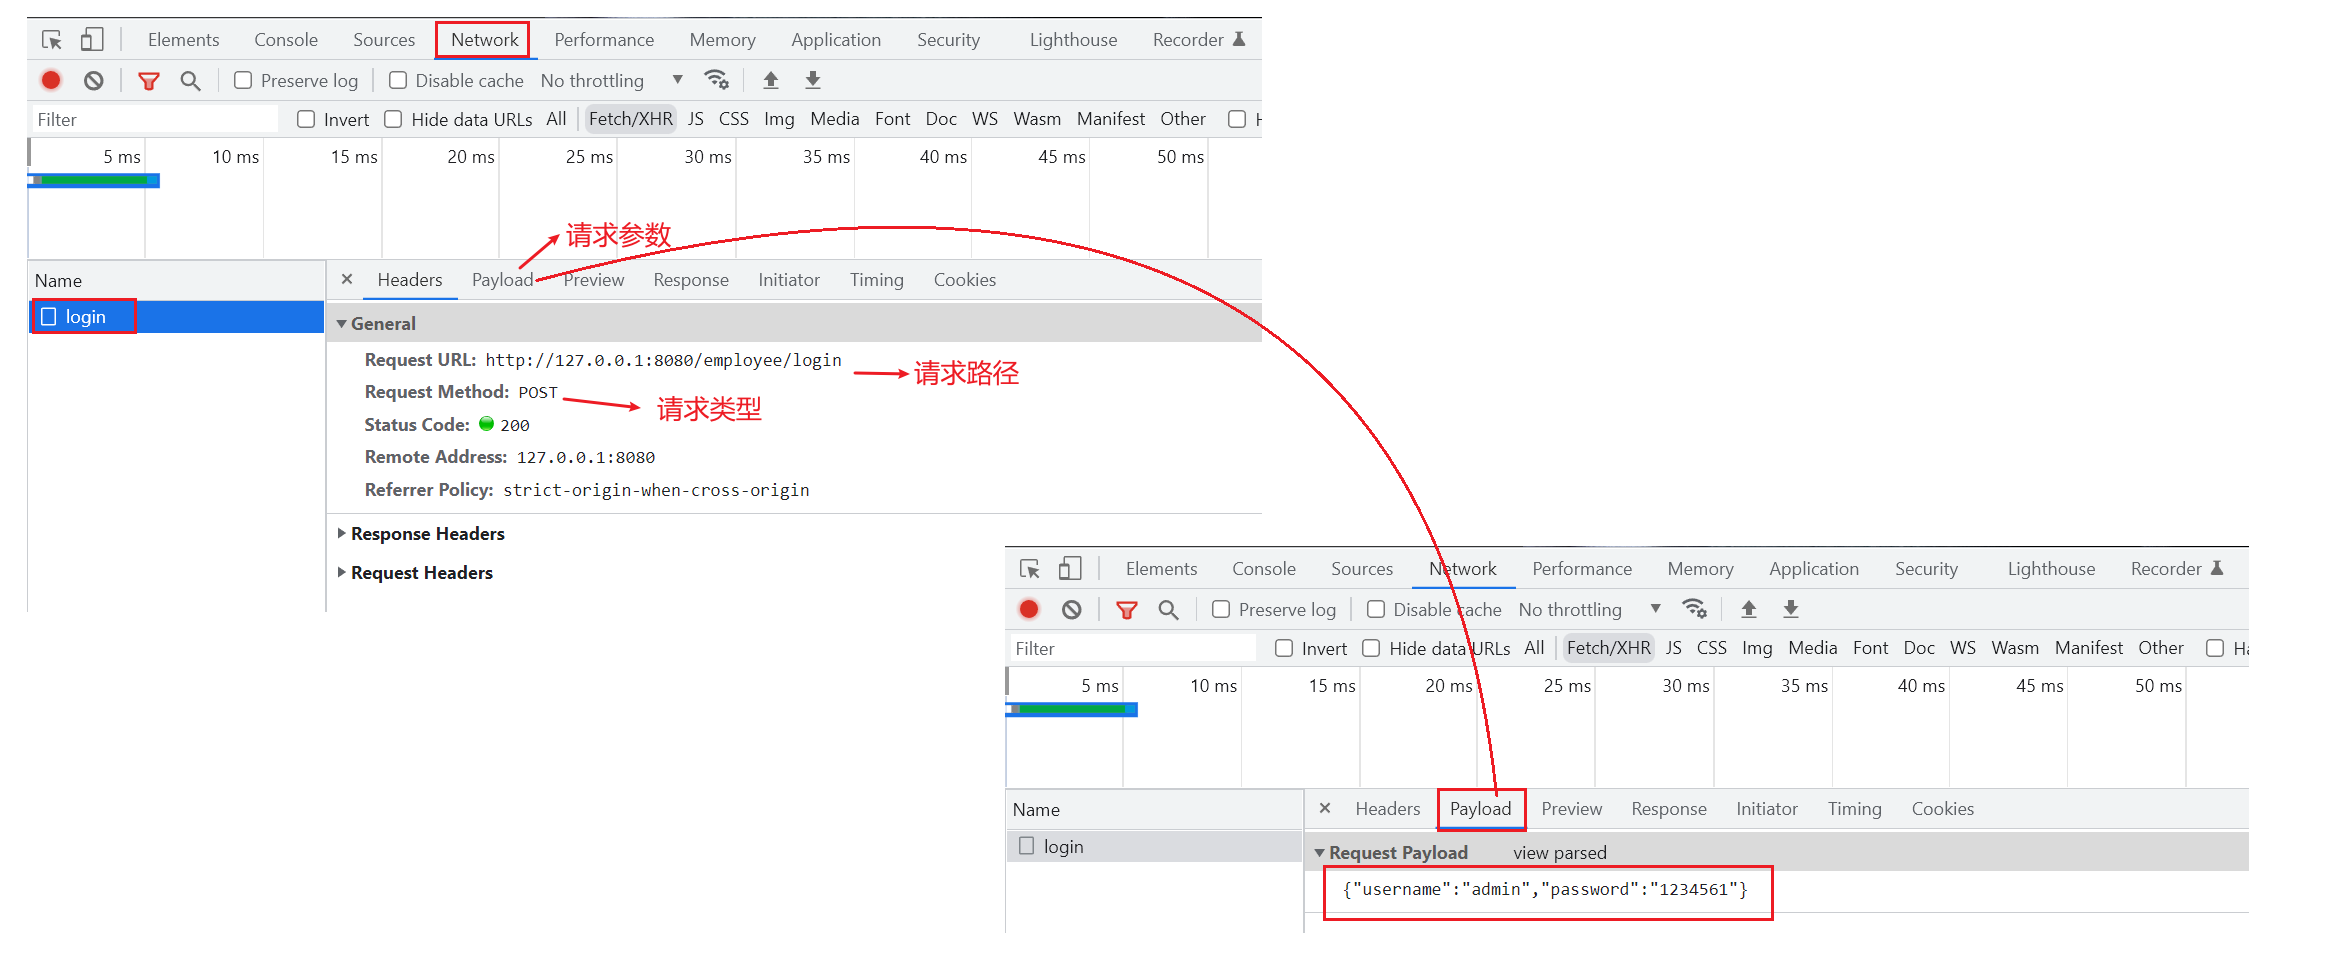 Elements Console Sources Network Performance Memory Application Security Lighthouse Recorder
Preserve log Disable cache No throttling
Filter Invert Hide data URLs All Fetch/XHR JS CSS Img Media Font Doc WS Wasm Manifest Other
5 ms 10 ms 15 ms 20 ms 25 ms 30 ms 35 ms 40 ms 45 ms 50 ms
请求参数
Name × Headers Payload Preview Response Initiator Timing Cookies
login
General
Request URL: http://127.0.0.1:8080/employee/login
请求路径
Request Method: POST
请求类型
Status Code: 200
Remote Address: 127.0.0.1:8080
Referrer Policy: strict-origin-when-cross-origin
Response Headers
Request Headers
Elements Console Sources Network Performance Memory Application Security Lighthouse Recorder
Preserve log Disable cache No throttling
Filter Invert Hide data URLs All Fetch/XHR JS CSS Img Media Font Doc WS Wasm Manifest Other
5 ms 10 ms 15 ms 20 ms 25 ms 30 ms 35 ms 40 ms 45 ms 50 ms
Name × Headers Payload Preview Response Initiator Timing Cookies
login
Request Payload view parsed
{"username":"admin","password":"1234561"}